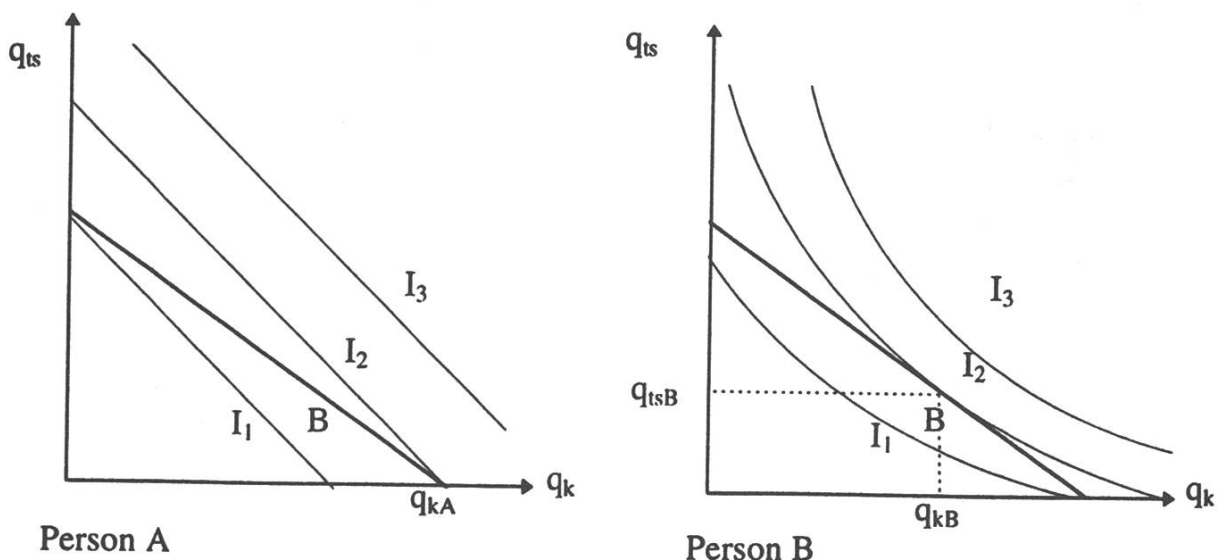 q_ts
I_3
I_2
I_1
B
q_kA
q_k
Person A
q_ts
I_3
I_2
q_tsB
B
I_1
q_kB
q_k
Person B